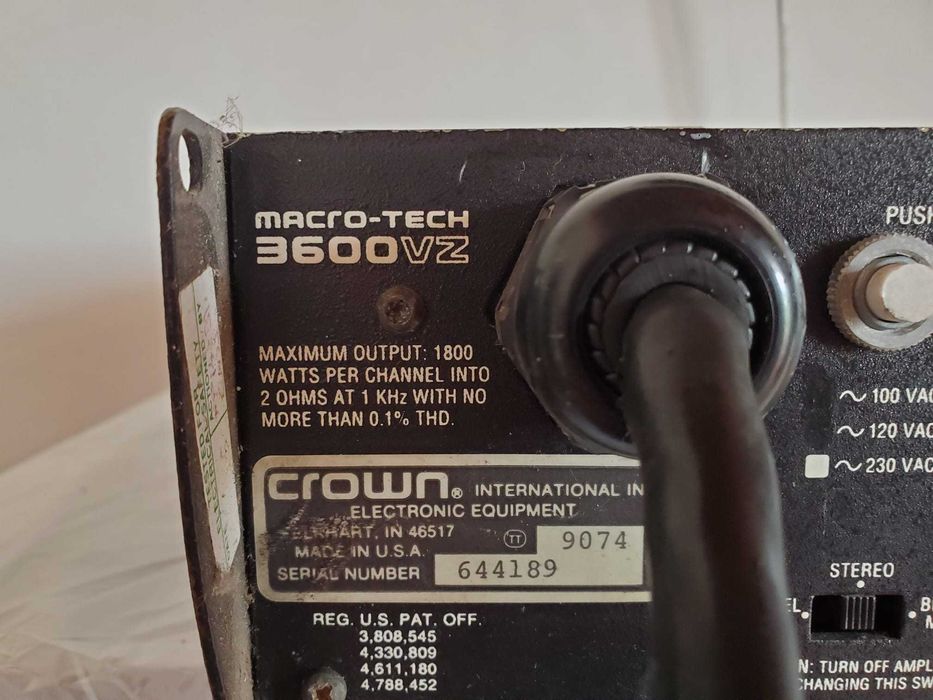 MACRO-TECH
3600VZ
MAXIMUM OUTPUT: 1800
WATTS PER CHANNEL INTO
2 OHMS AT 1 KHz WITH NO
MORE THAN 0.1% THD.
crown® INTERNATIONAL IN
ELECTRONIC EQUIPMENT
ELKHART, IN 46517
MADE IN U.S.A.
TT 9074
SERIAL NUMBER 644189
REG. U.S. PAT. OFF.
3,808,545
4,330,809
4,611,180
4,788,452
PUSH
~ 100 VAC
~ 120 VAC
~ 230 VAC
STEREO
EL
B
M
N: TURN OFF AMPL
CHANGING THIS SW